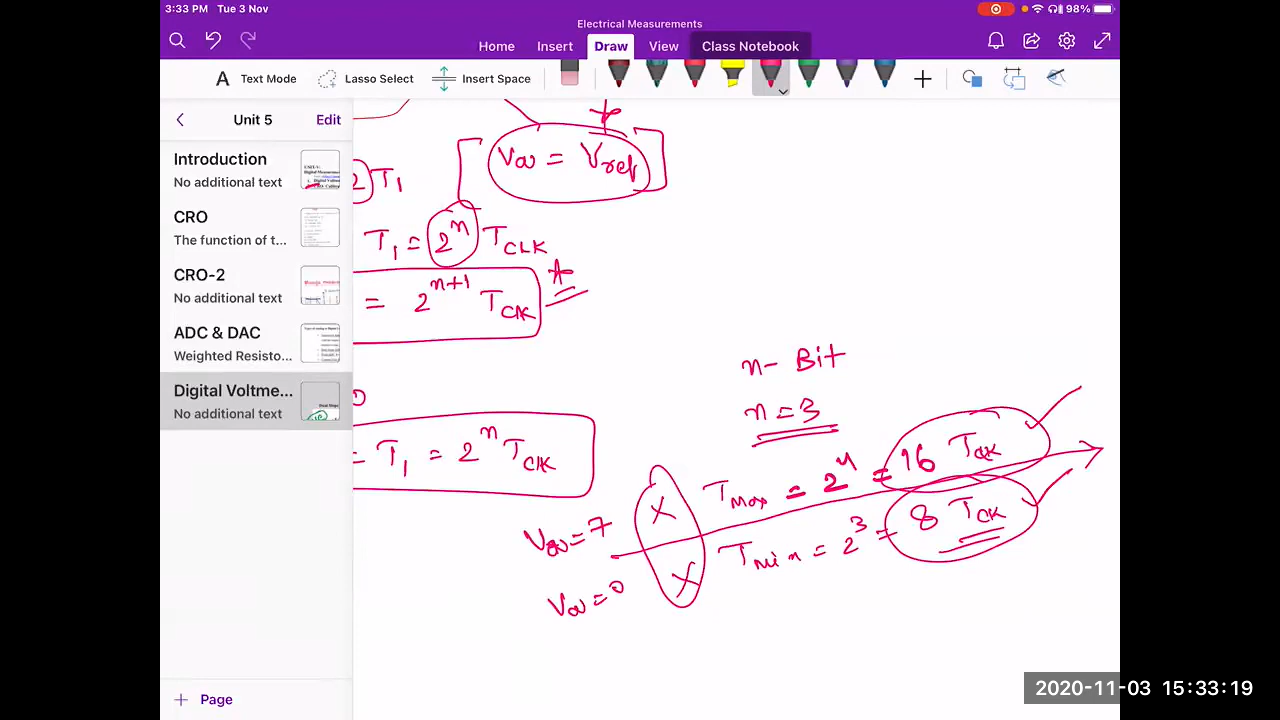 3:33 PM Tue 3 Nov
98%
Electrical Measurements
Home Insert Draw View Class Notebook
Text Mode Lasso Select Insert Space
Unit 5 Edit
Introduction
No additional text
CRO
The function of t...
CRO-2
No additional text
ADC & DAC
Weighted Resisto...
Digital Voltme...
No additional text
Page
[Vav = Vref]
2 T1
T1 = 2^n TCLK
= 2^(n+1) TCLK
= T1 = 2^n TCLK
n-Bit
n=3
TMax = 2^4 = 16 TCLK
Vav=7 X
TMin = 2^3 = 8 TCLK
Vav=0 X
2020-11-03 15:33:19